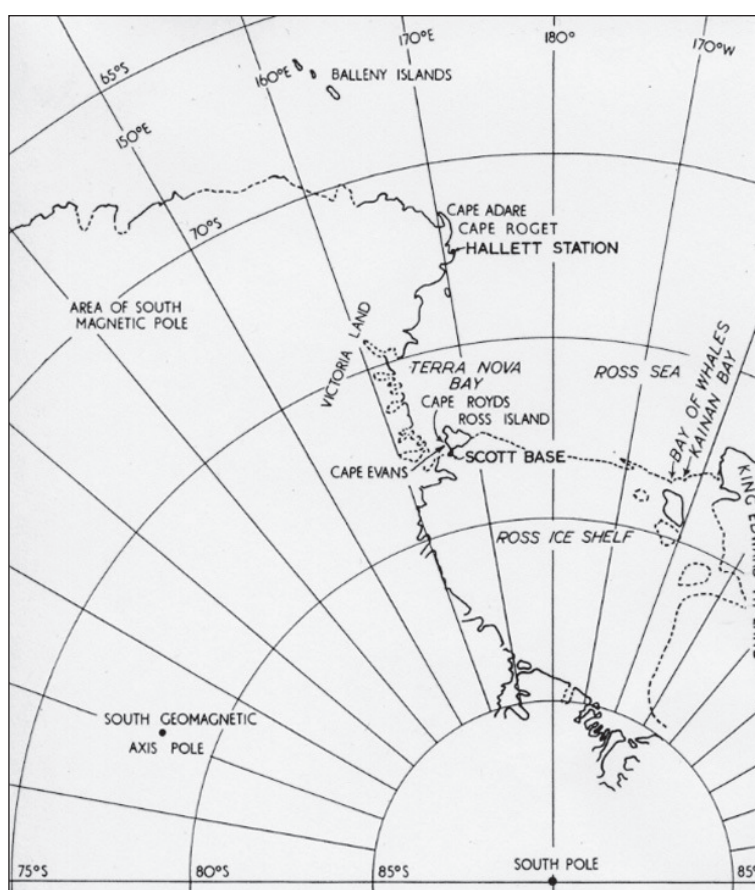 170°E
180°
170°W
65°S
160°E
BALLENY ISLANDS
150°E
CAPE ADARE
CAPE ROGET
HALLETT STATION
70°S
AREA OF SOUTH
MAGNETIC POLE
VICTORIA LAND
TERRA NOVA
BAY
ROSS SEA
BAY OF WHALES
KAINAN BAY
CAPE ROYDS
ROSS ISLAND
SCOTT BASE
CAPE EVANS
KING
ROSS ICE SHELF
SOUTH GEOMAGNETIC
AXIS POLE
SOUTH POLE
75°S
80°S
85°S
85